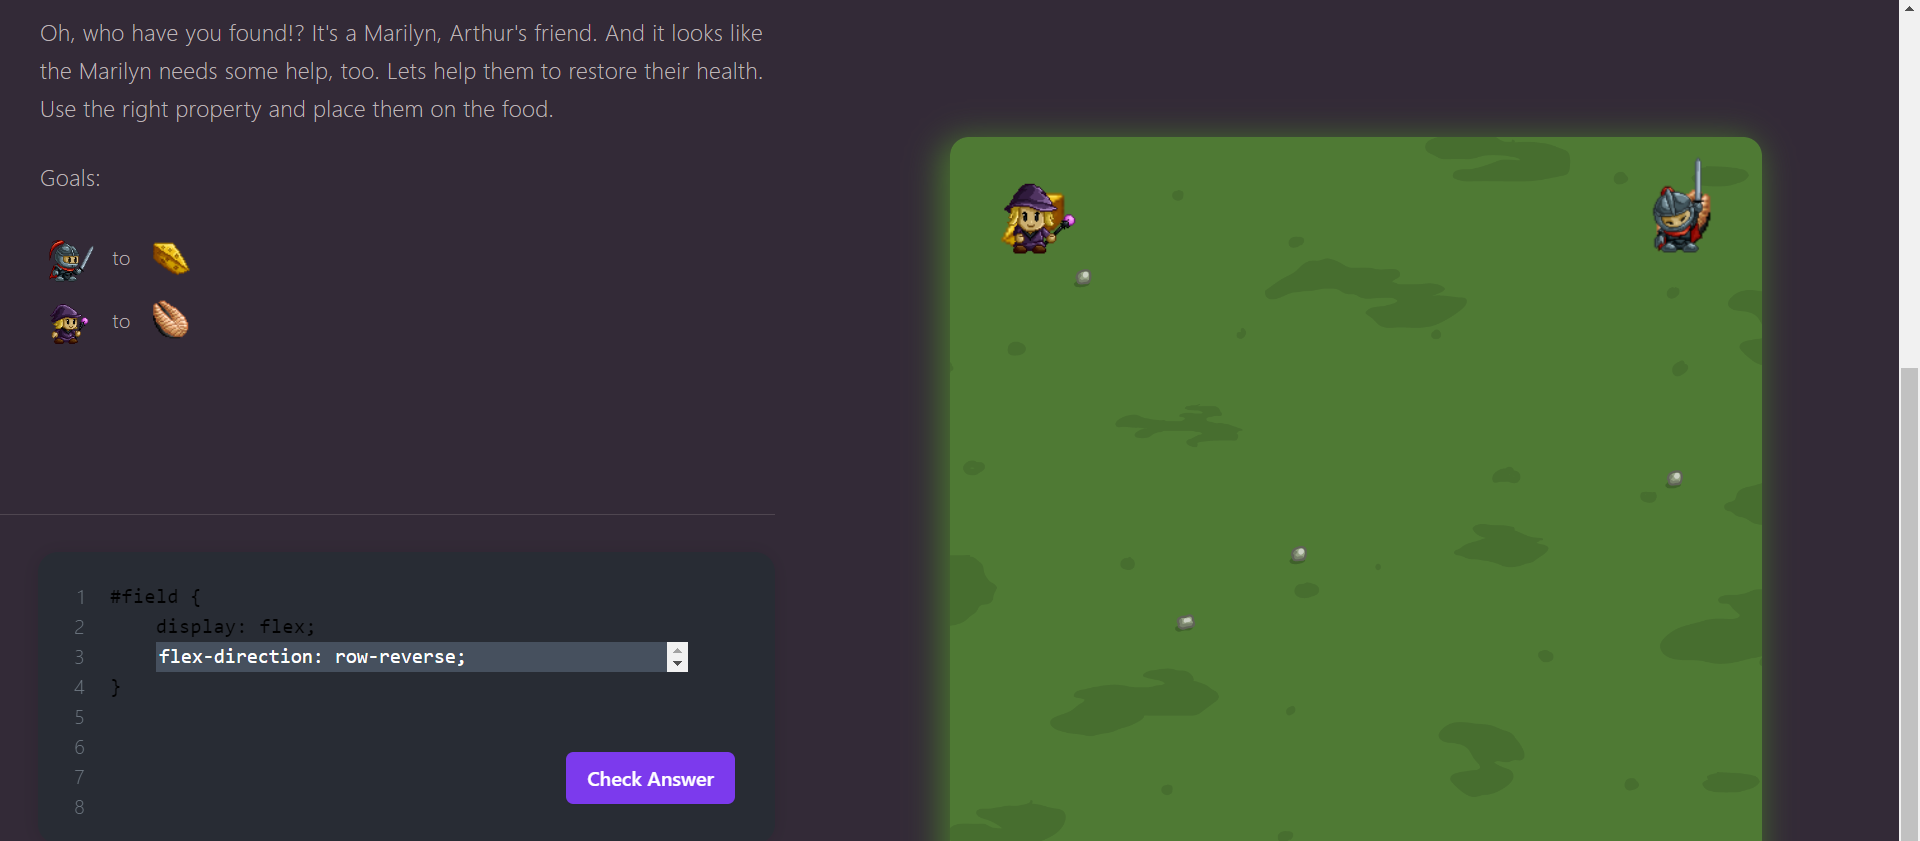 Oh, who have you found!? It's a Marilyn, Arthur's friend. And it looks like
the Marilyn needs some help, too. Lets help them to restore their health.
Use the right property and place them on the food.
Goals:
to
to
1 #field {
2 display: flex;
3 flex-direction: row-reverse;
4 }
5
6
7
8
Check Answer